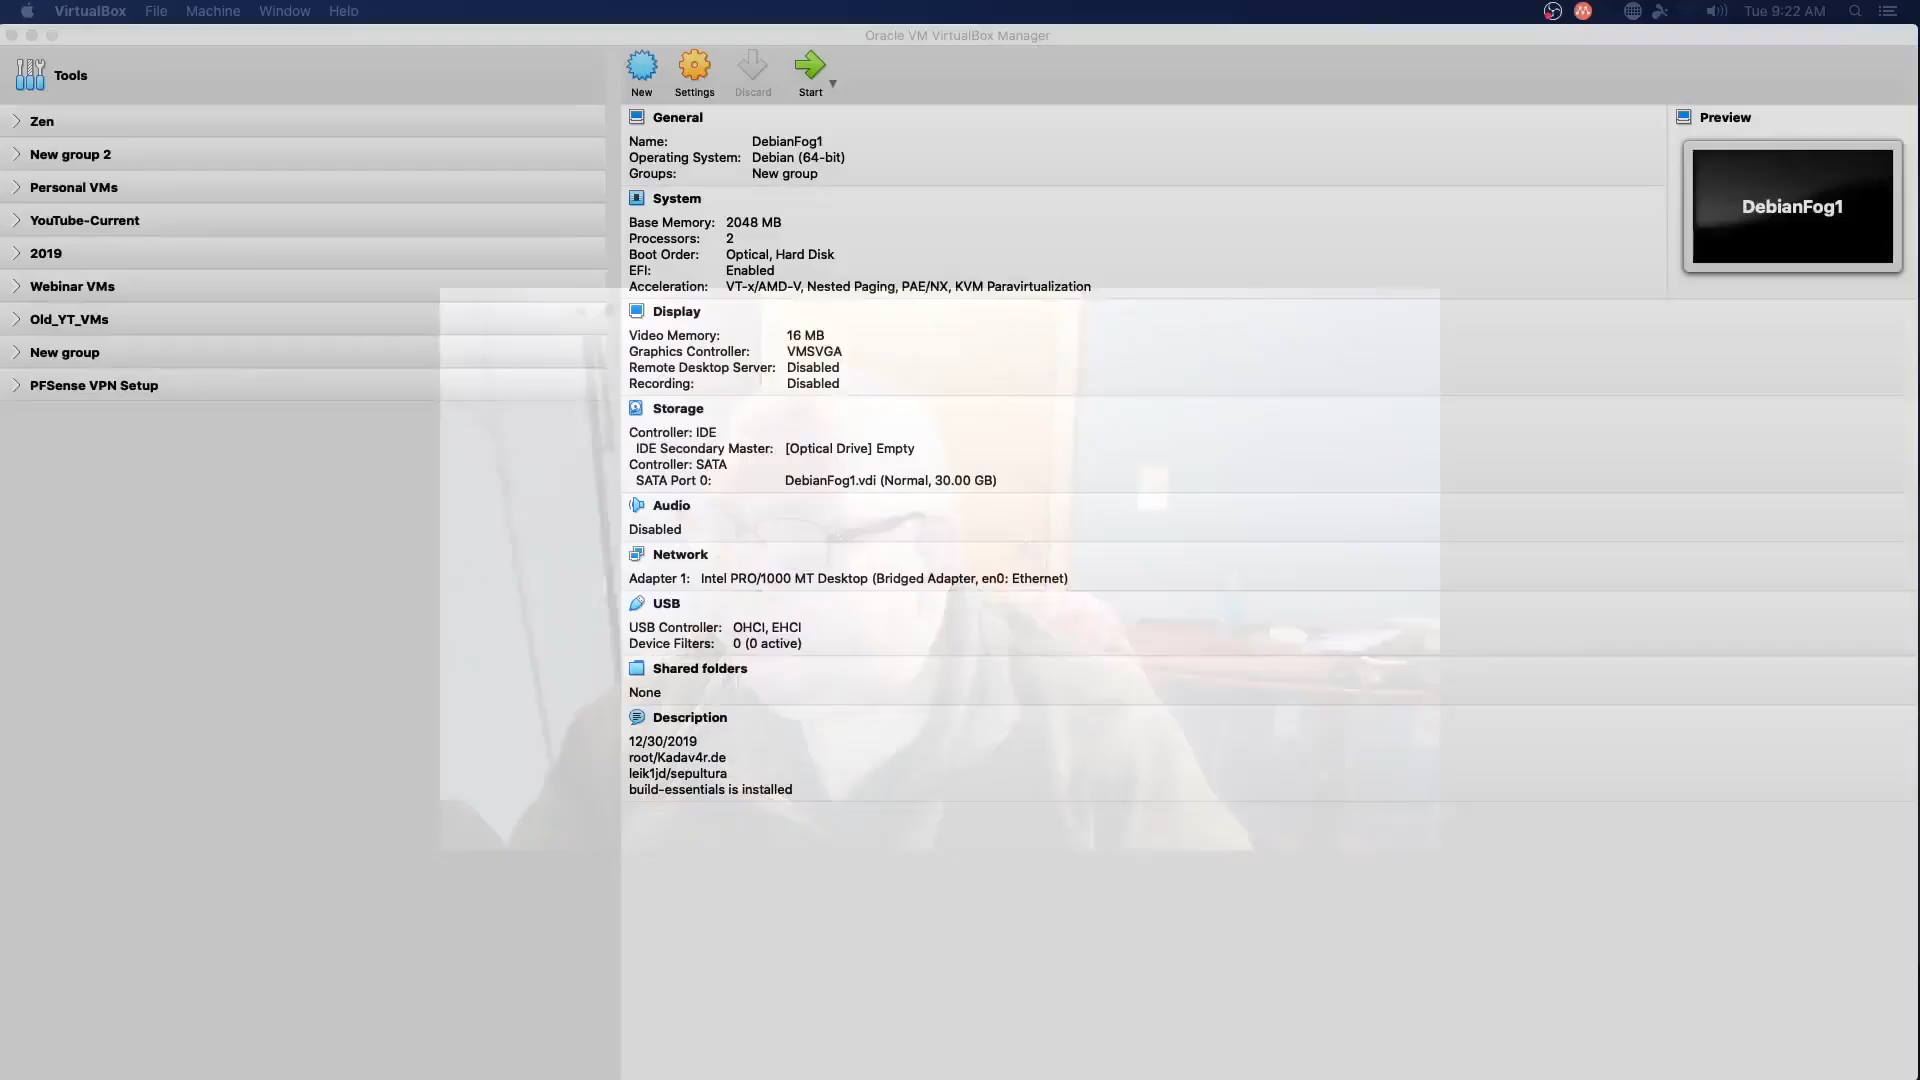 VirtualBox File Machine Window Help Tue 9:22 AM
Oracle VM VirtualBox Manager
Tools
New Settings Discard Start
Zen
New group 2
Personal VMs
YouTube-Current
2019
Webinar VMs
Old_YT_VMs
New group
PFSense VPN Setup
General
Name: DebianFog1
Operating System: Debian (64-bit)
Groups: New group
System
Base Memory: 2048 MB
Processors: 2
Boot Order: Optical, Hard Disk
EFI: Enabled
Acceleration: VT-x/AMD-V, Nested Paging, PAE/NX, KVM Paravirtualization
Display
Video Memory: 16 MB
Graphics Controller: VMSVGA
Remote Desktop Server: Disabled
Recording: Disabled
Storage
Controller: IDE
IDE Secondary Master: [Optical Drive] Empty
Controller: SATA
SATA Port 0: DebianFog1.vdi (Normal, 30.00 GB)
Audio
Disabled
Network
Adapter 1: Intel PRO/1000 MT Desktop (Bridged Adapter, en0: Ethernet)
USB
USB Controller: OHCI, EHCI
Device Filters: 0 (0 active)
Shared folders
None
Description
12/30/2019
root/Kadav4r.de
leik1jd/sepultura
build-essentials is installed
Preview
DebianFog1